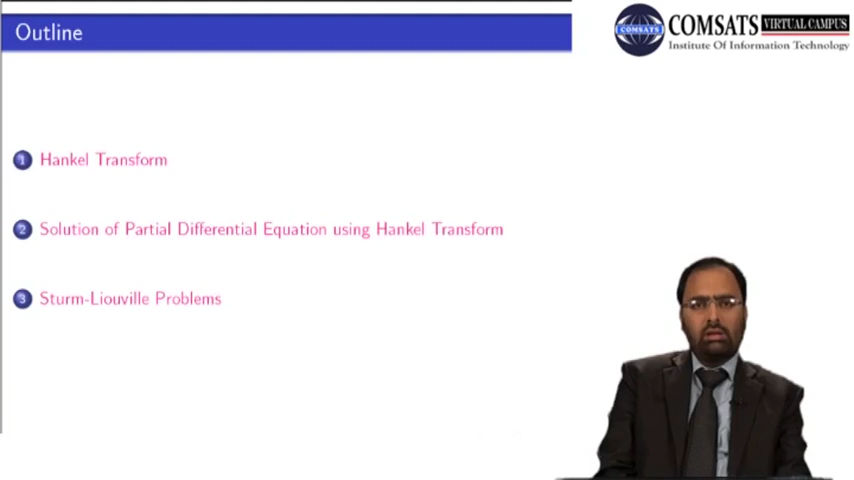 Outline
COMSATS VIRTUAL CAMPUS
Institute Of Information Technology
COMSATS
1 Hankel Transform
2 Solution of Partial Differential Equation using Hankel Transform
3 Sturm-Liouville Problems